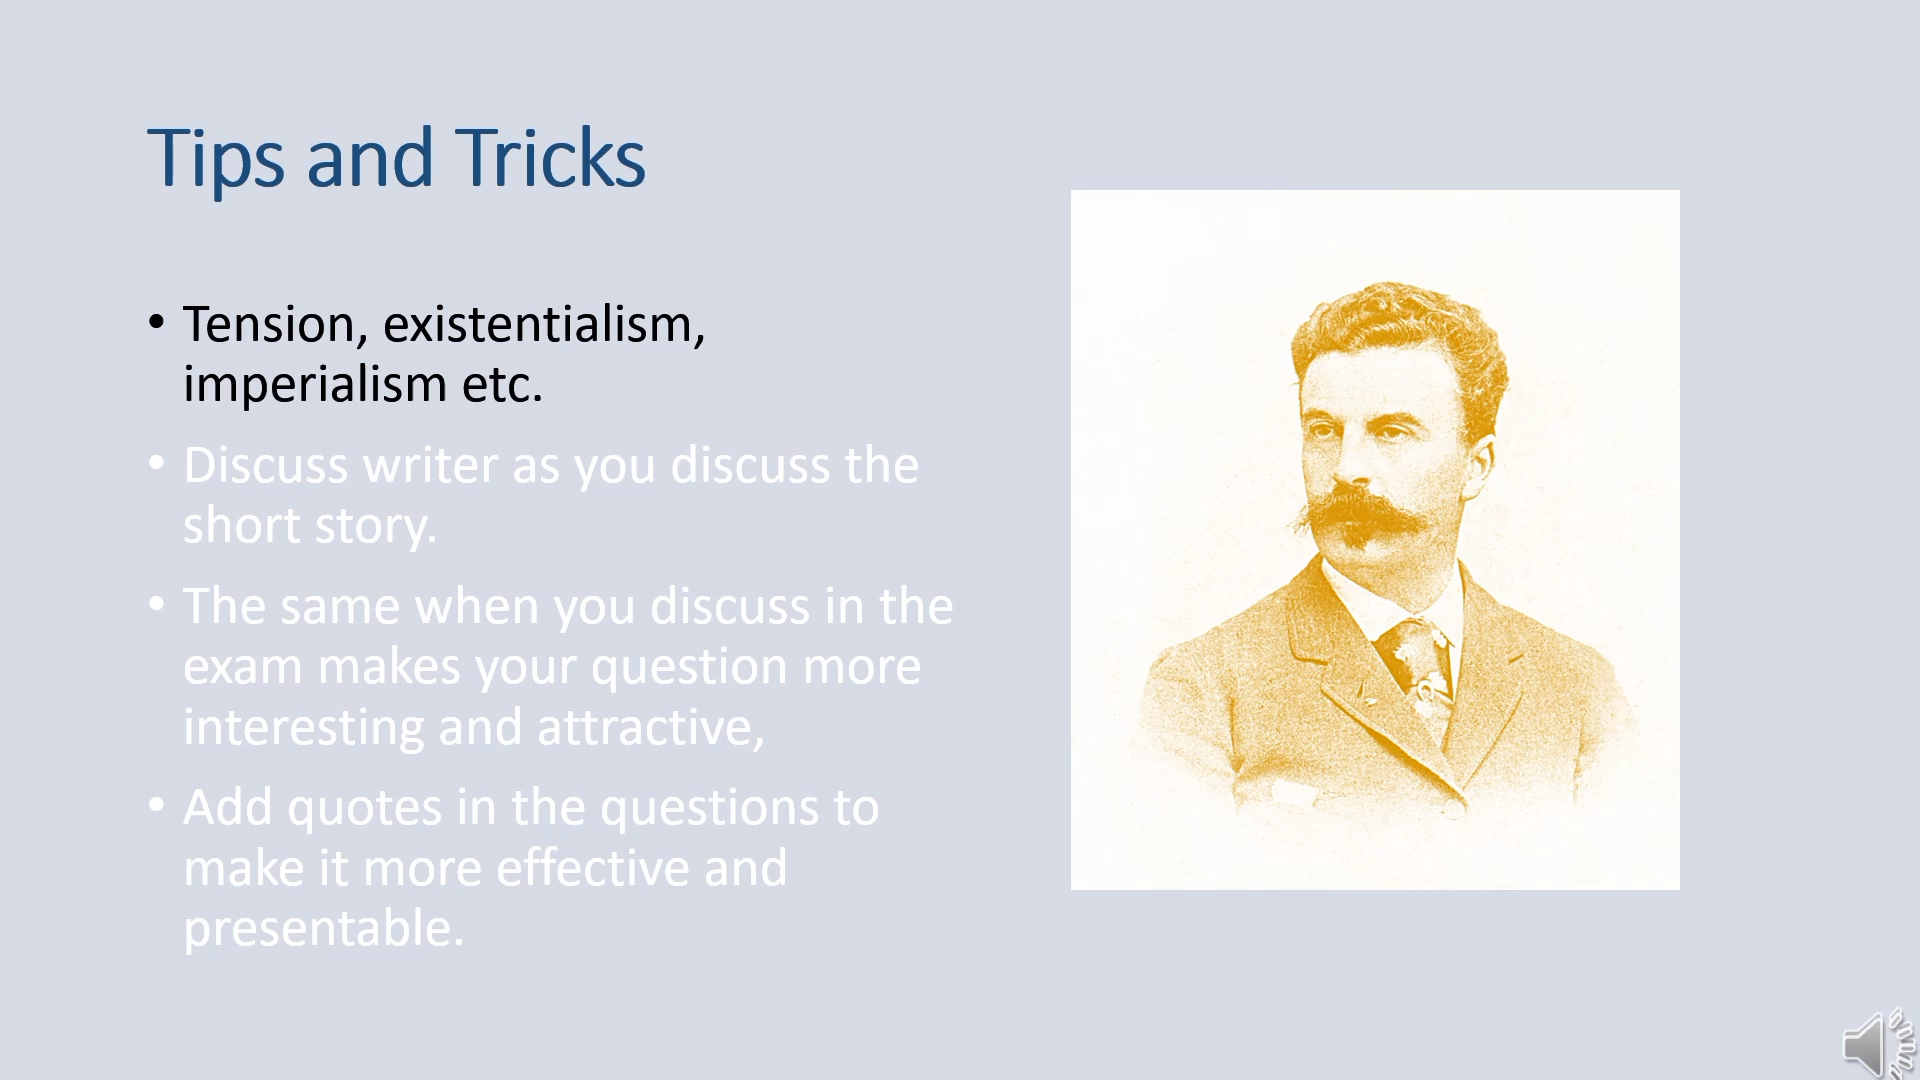 Tips and Tricks
• Tension, existentialism,
imperialism etc.
• Discuss writer as you discuss the
short story.
• The same when you discuss in the
exam makes your question more
interesting and attractive,
• Add quotes in the questions to
make it more effective and
presentable.